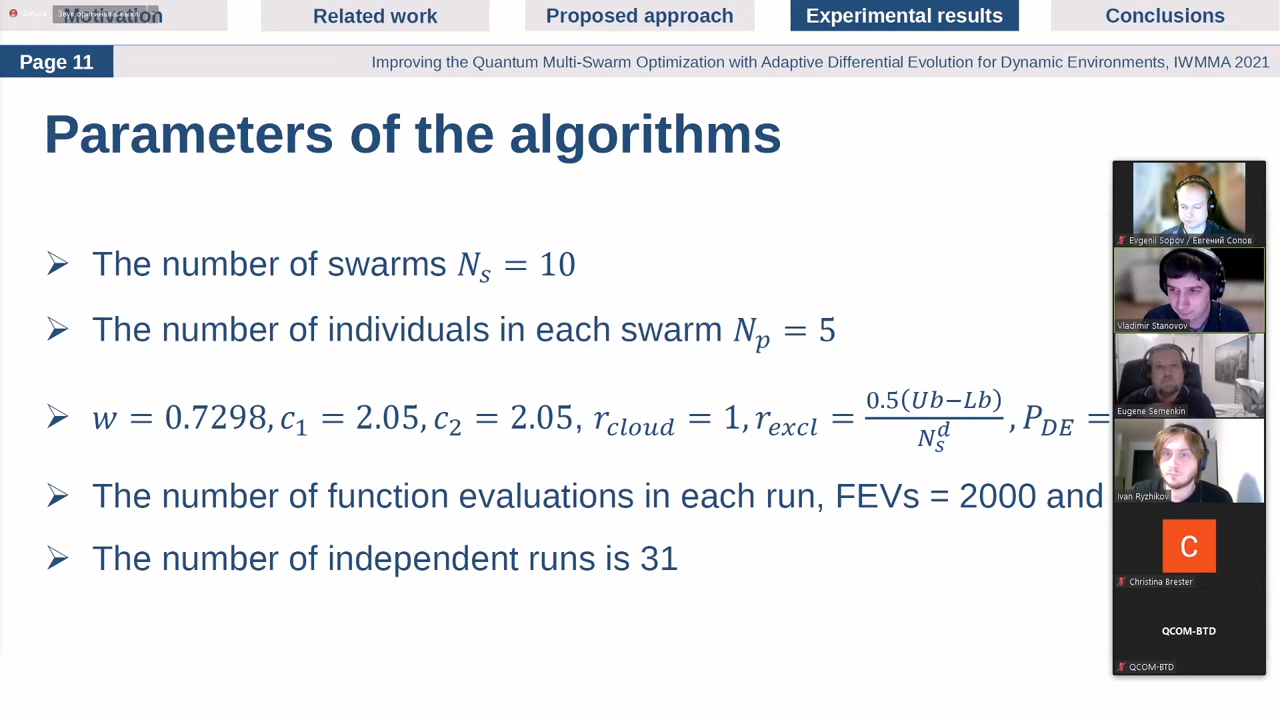 Motivation
Related work
Proposed approach
Experimental results
Conclusions
Page 11
Improving the Quantum Multi-Swarm Optimization with Adaptive Differential Evolution for Dynamic Environments, IWMMA 2021
Parameters of the algorithms
➢ The number of swarms N_s = 10
➢ The number of individuals in each swarm N_p = 5
➢ w = 0.7298, c_1 = 2.05, c_2 = 2.05, r_cloud = 1, r_excl = 0.5(Ub−Lb)/N_s^d, P_DE =
➢ The number of function evaluations in each run, FEVs = 2000 and
➢ The number of independent runs is 31
Evgenii Sopov / Евгений Сопов
Vladimir Stanovov
Eugene Semenkin
Ivan Ryzhikov
C
Christina Brester
QCOM-BTD
QCOM-BTD